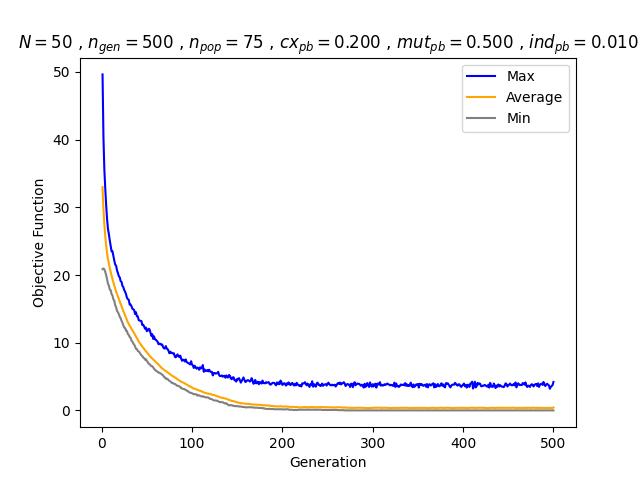 N = 50 , n_gen = 500 , n_pop = 75 , cx_pb = 0.200 , mut_pb = 0.500 , ind_pb = 0.010
Max
Average
Min
50
40
30
20
10
0
Objective Function
0 100 200 300 400 500
Generation